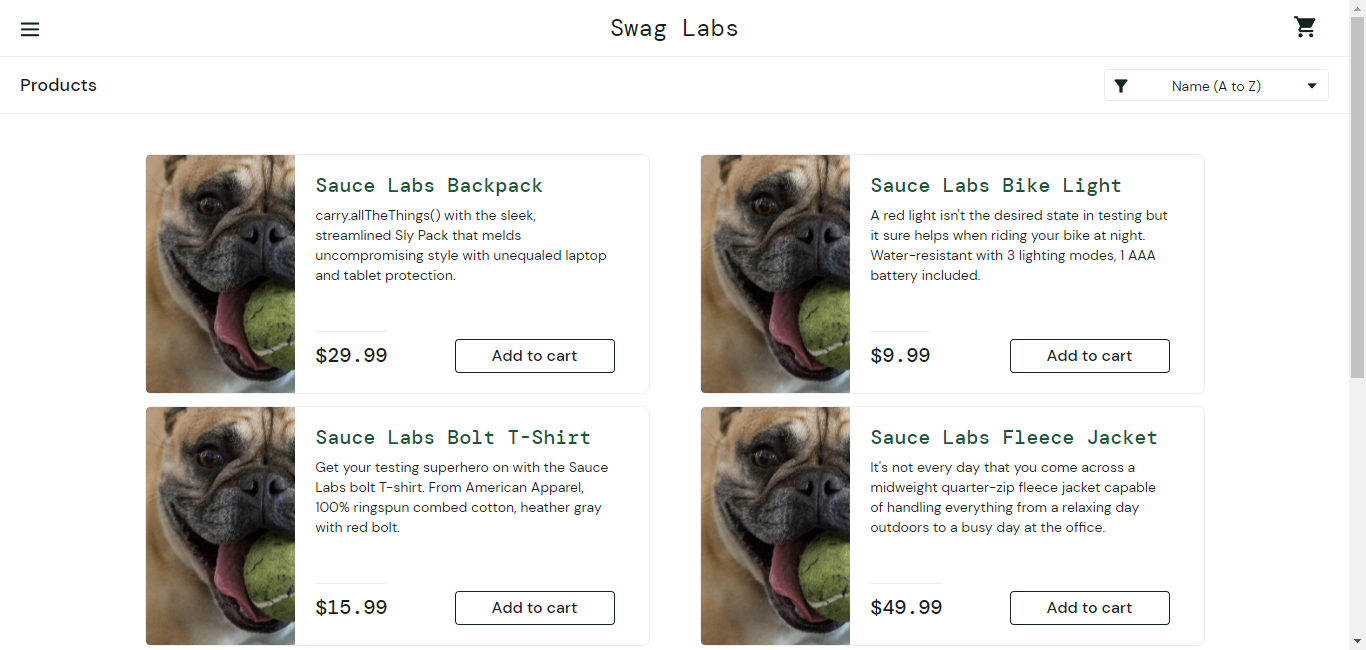 Swag Labs
Products
Name (A to Z)
Sauce Labs Backpack
carry.allTheThings() with the sleek,
streamlined Sly Pack that melds
uncompromising style with unequaled laptop
and tablet protection.
$29.99
Add to cart
Sauce Labs Bike Light
A red light isn't the desired state in testing but
it sure helps when riding your bike at night.
Water-resistant with 3 lighting modes, 1 AAA
battery included.
$9.99
Add to cart
Sauce Labs Bolt T-Shirt
Get your testing superhero on with the Sauce
Labs bolt T-shirt. From American Apparel,
100% ringspun combed cotton, heather gray
with red bolt.
$15.99
Add to cart
Sauce Labs Fleece Jacket
It's not every day that you come across a
midweight quarter-zip fleece jacket capable
of handling everything from a relaxing day
outdoors to a busy day at the office.
$49.99
Add to cart